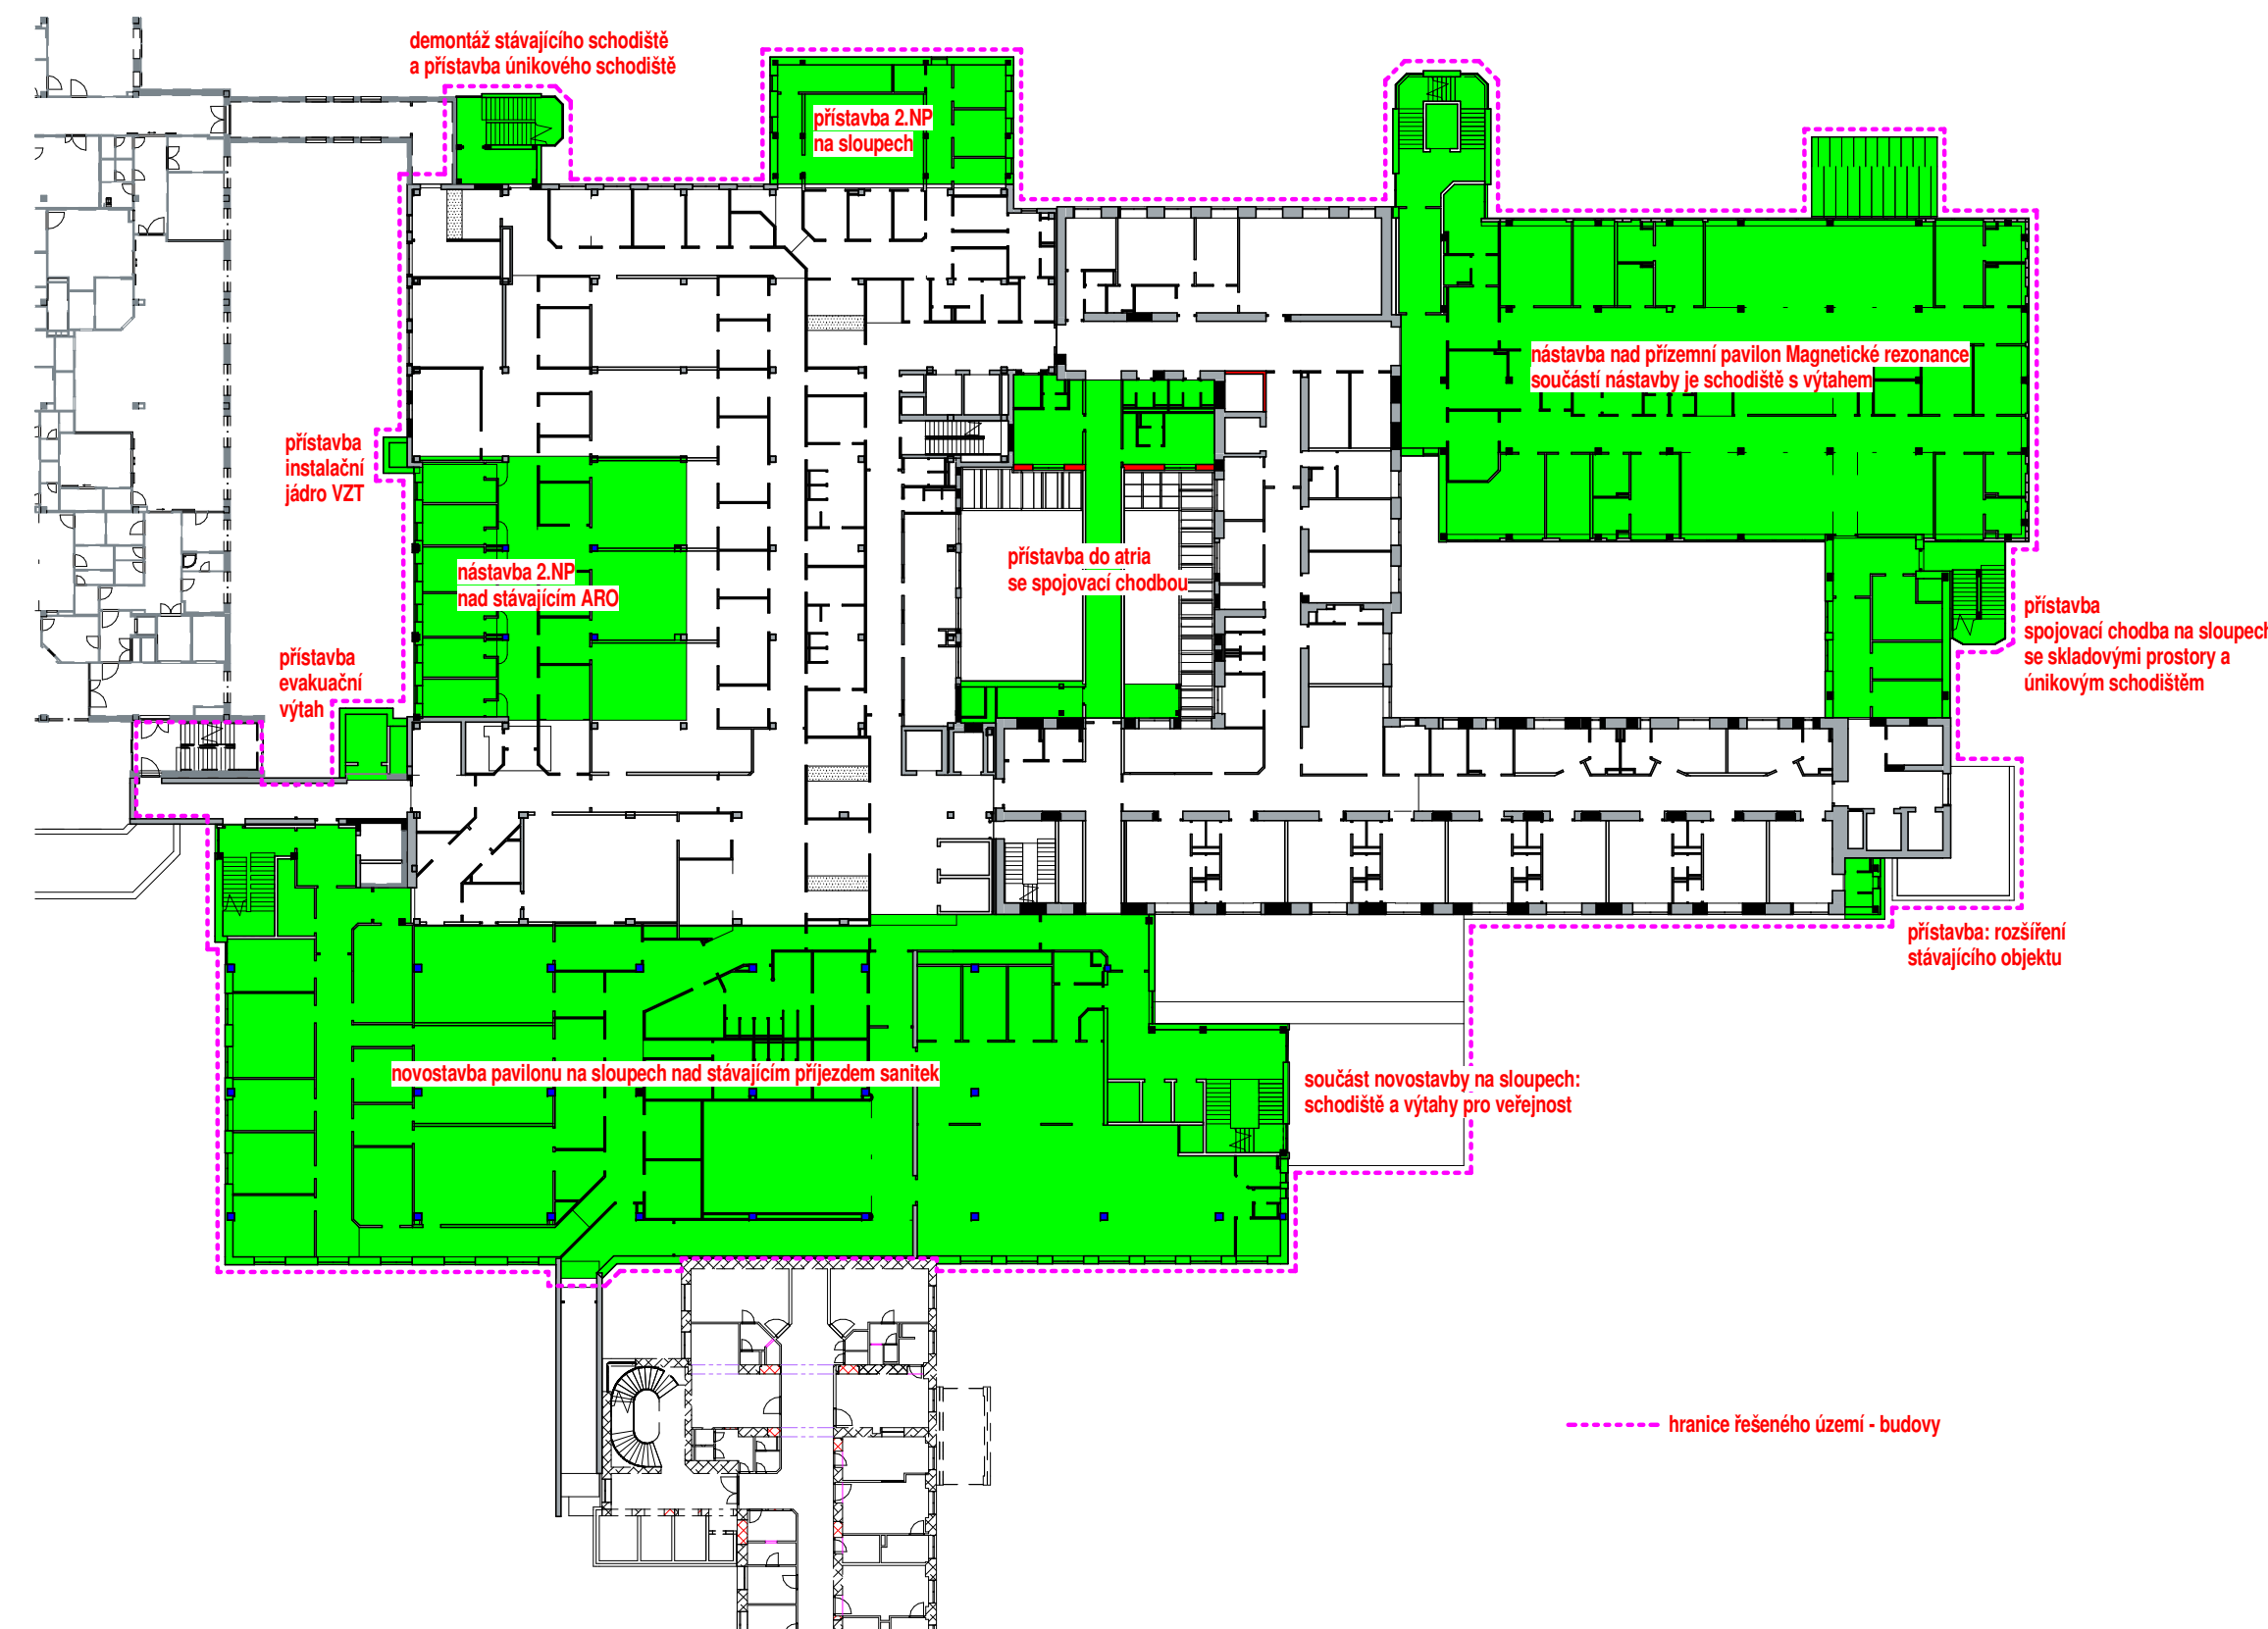 demontáž stávajícího schodiště
a přístavba únikového schodiště
přístavba 2.NP
na sloupech
nástavba nad přízemní pavilon Magnetické rezonance
součástí nástavby je schodiště s výtahem
přístavba
instalační
jádro VZT
nástavba 2.NP
nad stávajícím ARO
přístavba do atria
se spojovací chodbou
přístavba
spojovací chodba na sloupech
se skladovými prostory a
únikovým schodištěm
přístavba
evakuační
výtah
přístavba: rozšíření
stávajícího objektu
novostavba pavilonu na sloupech nad stávajícím příjezdem sanitek
součást novostavby na sloupech:
schodiště a výtahy pro veřejnost
hranice řešeného území - budovy